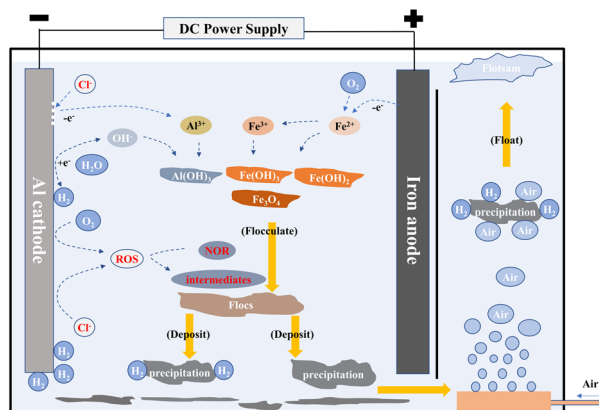 − DC Power Supply +
Cl⁻
-e⁻
Al³⁺
Fe³⁺
Fe²⁺
O₂
-e⁻
Flotsam
OH⁻
+e⁻
H₂O
H₂
Al(OH)₃
Fe(OH)₃
Fe(OH)₂
Fe₃O₄
(Float)
Al cathode
Iron anode
O₂
ROS
NOR
intermediates
(Flocculate)
Flocs
H₂
Air
H₂
precipitation
H₂
Air
Air
Air
Air
Cl⁻
(Deposit)
(Deposit)
H₂
H₂
H₂
H₂
precipitation
H₂
precipitation
Air